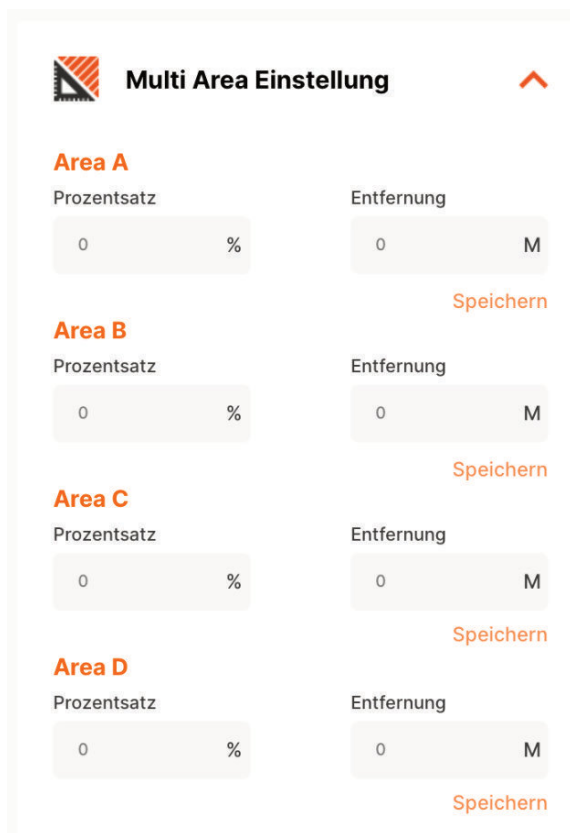 Multi Area Einstellung
Area A
Prozentsatz Entfernung
0 % 0 M
Speichern
Area B
Prozentsatz Entfernung
0 % 0 M
Speichern
Area C
Prozentsatz Entfernung
0 % 0 M
Speichern
Area D
Prozentsatz Entfernung
0 % 0 M
Speichern